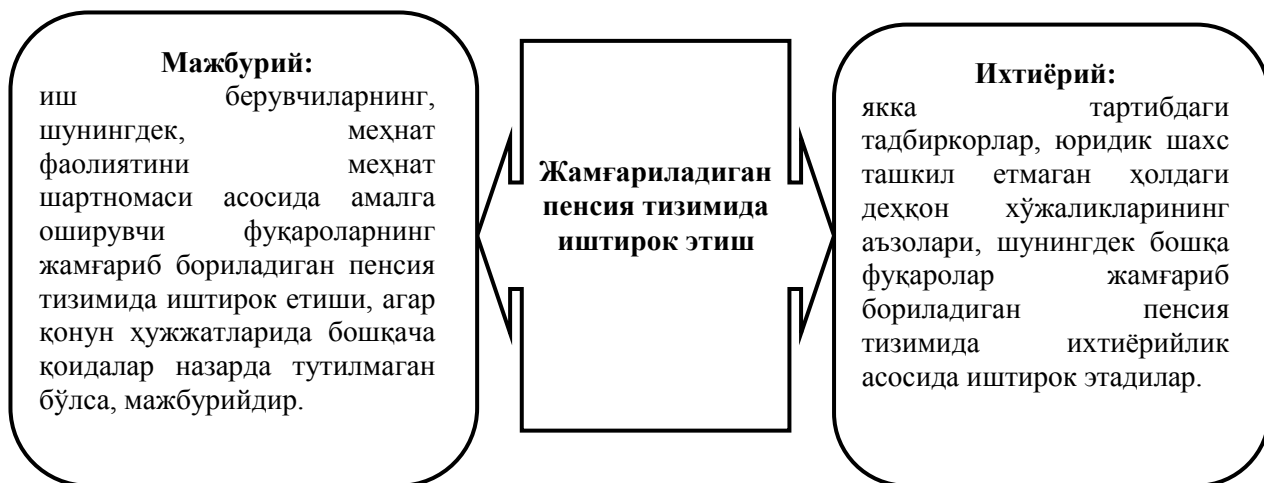 Мажбурий:
иш берувчиларнинг,
шунингдек, меҳнат
фаолиятини меҳнат
шартномаси асосида амалга
оширувчи фуқароларнинг
жамғариб бориладиган пенсия
тизимида иштирок етиши, агар
қонун ҳужжатларида бошқача
қоидалар назарда тутилмаган
бўлса, мажбурийдир.
Жамғариладиган
пенсия тизимида
иштирок этиш
Ихтиёрий:
якка тартибдаги
тадбиркорлар, юридик шахс
ташкил етмаган ҳолдаги
деҳқон хўжаликларининг
аъзолари, шунингдек бошқа
фуқаролар жамғариб
бориладиган пенсия
тизимида ихтиёрийлик
асосида иштирок этадилар.